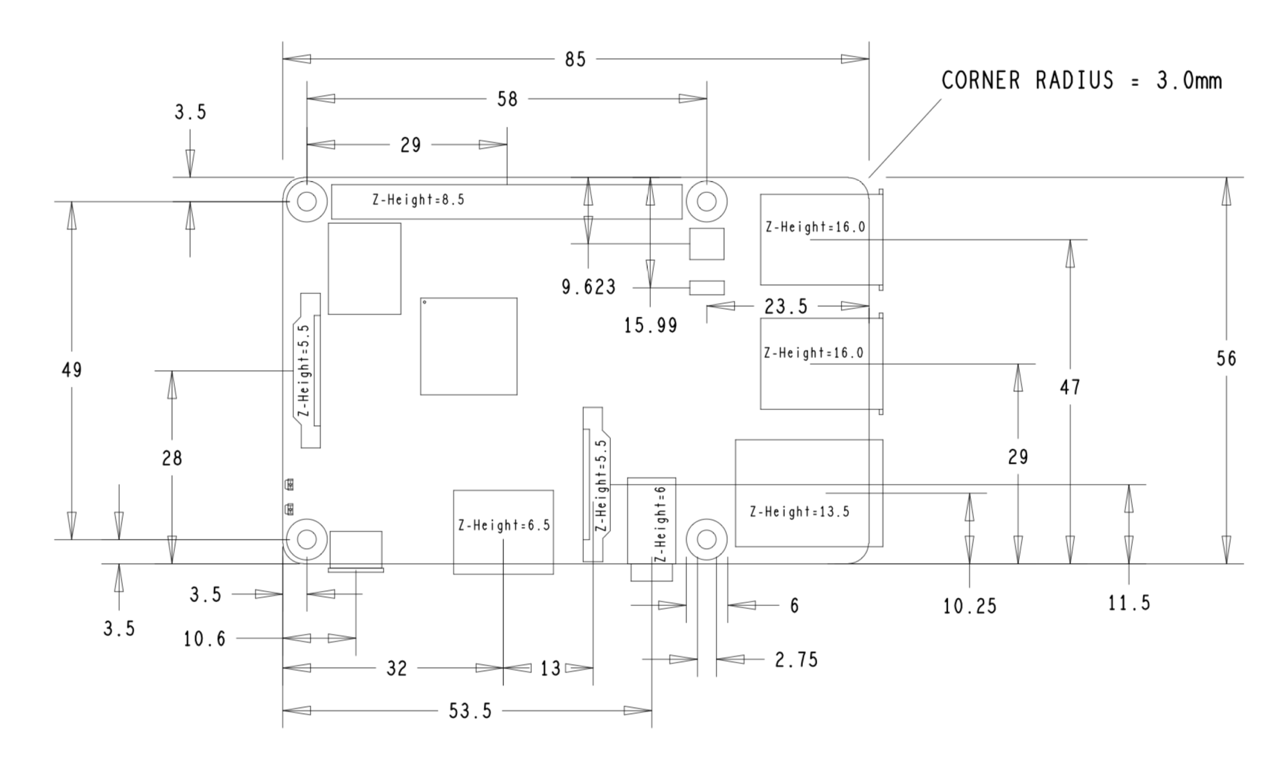 85
CORNER RADIUS = 3.0mm
58
3.5
29
Z-Height=8.5
Z-Height=16.0
9.623
23.5
15.99
Z-Height=5.5
Z-Height=16.0
56
49
47
28
29
Z-Height=5.5
Z-Height=6
Z-Height=6.5
Z-Height=13.5
3.5
6
10.25
11.5
3.5
10.6
32
13
2.75
53.5